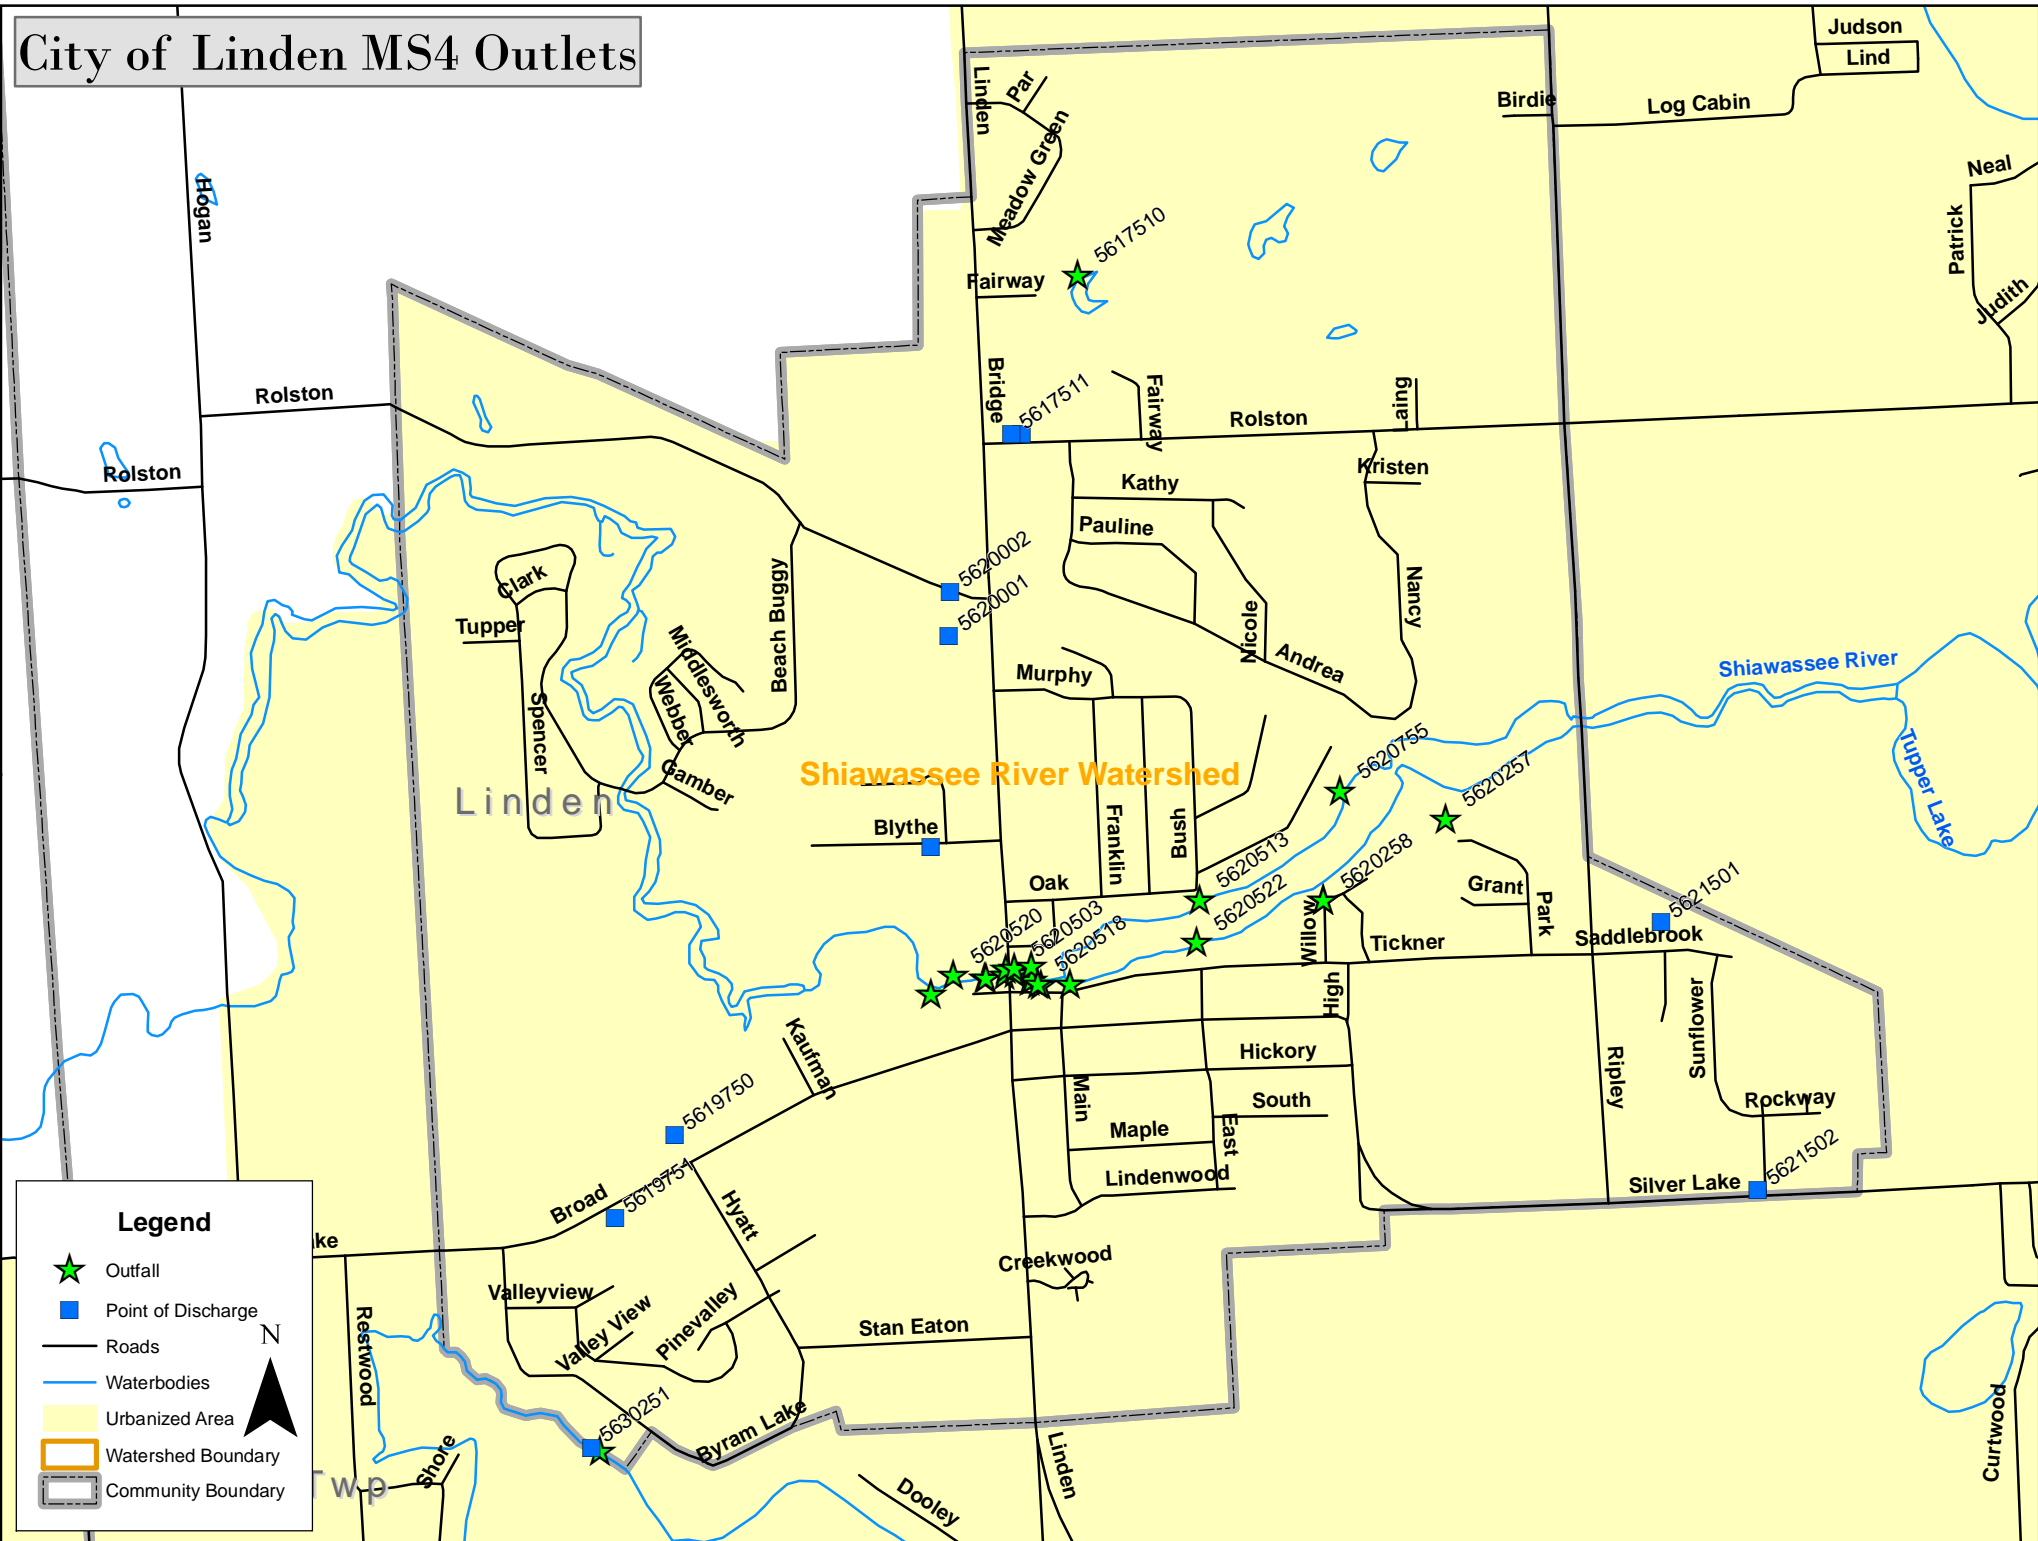 City of Linden MS4 Outlets
Judson
Lind
Linden
Par
Birdie
Log Cabin
Meadow Green
Neal
Hogan
Patrick
5617510
Fairway
Judith
Bridge
5617511
Fairway
Laing
Rolston
Rolston
Rolston
Kristen
Kathy
Pauline
5620002
5620001
Clark
Tupper
Beach Buggy
Nancy
Nicole
Andrea
Middlesworth
Webber
Murphy
Spencer
Shiawassee River
Tupper Lake
5620755
5620257
Shiawassee River Watershed
Gamber
Linden
Blythe
Franklin
Bush
5620513
5620258
Oak
5620522
Grant
Park
5621501
5620520
5620503
5620518
Willow
Tickner
Saddlebrook
High
Sunflower
Kaufman
Hickory
Ripley
Main
South
Rockway
5619750
Maple
East
5621502
5619751
Lindenwood
Silver Lake
Broad
Hyatt
Creekwood
Valleyview
Valley View
Pinevalley
Stan Eaton
Restwood
5630251
Byram Lake
Shore
Linden
Curtwood
Dooley
Twp
ke
Legend
Outfall
Point of Discharge
N
Roads
Waterbodies
Urbanized Area
Watershed Boundary
Community Boundary